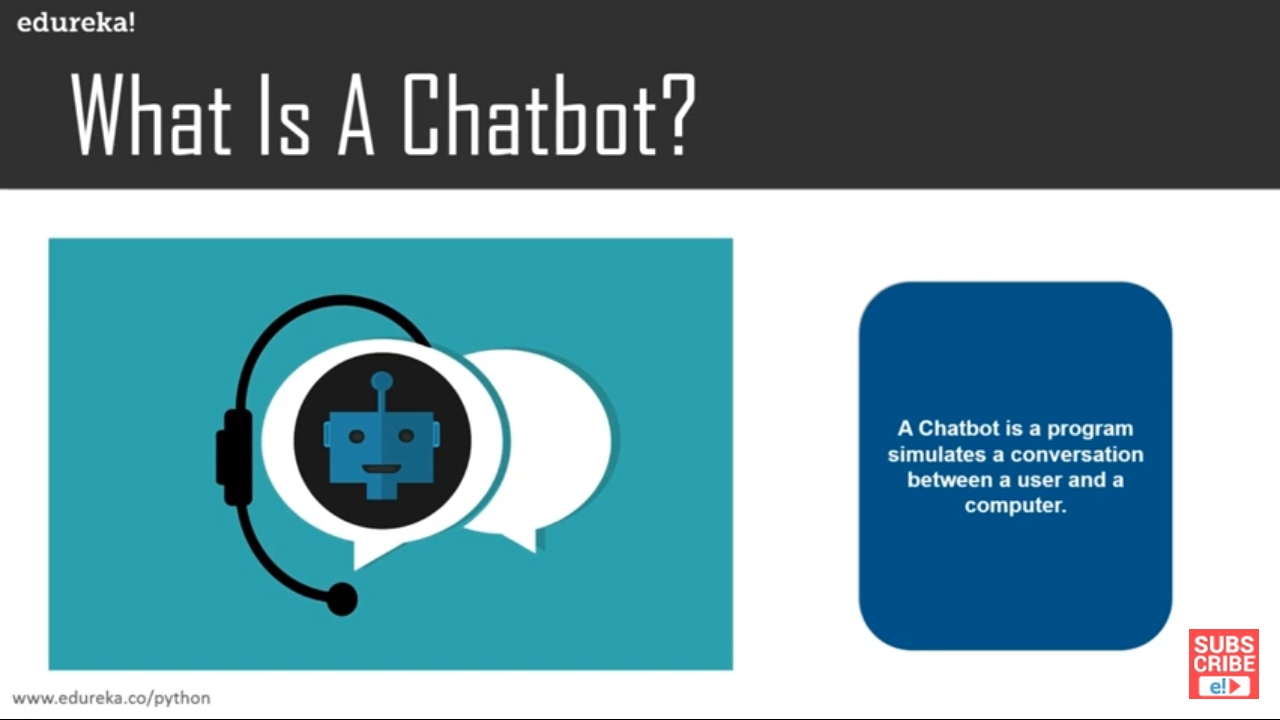 edureka!
What Is A Chatbot?
A Chatbot is a program
simulates a conversation
between a user and a
computer.
SUBS
CRIBE
e!
www.edureka.co/python